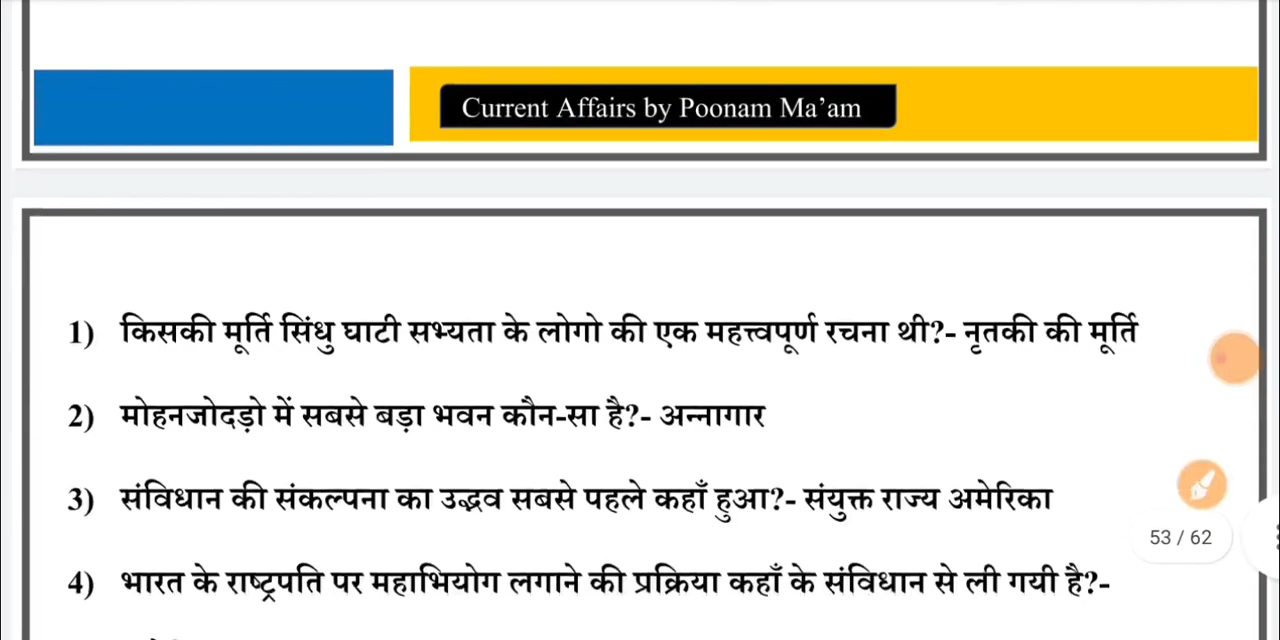 Current Affairs by Poonam Ma’am
1) किसकी मूर्ति सिंधु घाटी सभ्यता के लोगो की एक महत्त्वपूर्ण रचना थी?- नृतकी की मूर्ति
2) मोहनजोदड़ो में सबसे बड़ा भवन कौन-सा है?- अन्नागार
3) संविधान की संकल्पना का उद्भव सबसे पहले कहाँ हुआ?- संयुक्त राज्य अमेरिका
53 / 62
4) भारत के राष्ट्रपति पर महाभियोग लगाने की प्रक्रिया कहाँ के संविधान से ली गयी है?-